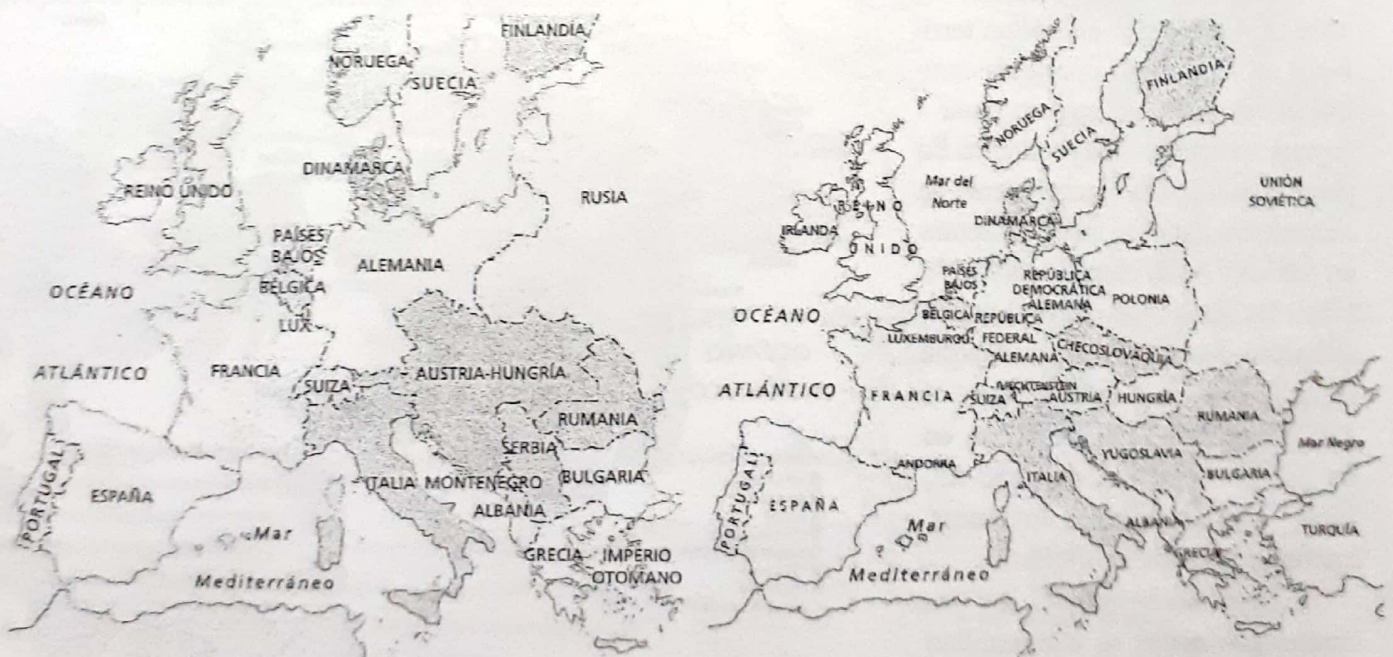 FINLANDIA
NORUEGA
SUECIA
DINAMARCA
REINO UNIDO
RUSIA
PAÍSES
BAJOS
ALEMANIA
BÉLGICA
OCÉANO
LUX
ATLÁNTICO
FRANCIA
SUIZA
AUSTRIA-HUNGRÍA
RUMANIA
SERBIA
PORTUGAL
ESPAÑA
ITALIA
MONTENEGRO
BULGARIA
ALBANIA
Mar
Mediterráneo
GRECIA
IMPERIO
OTOMANO
FINLANDIA
NORUEGA
SUECIA
Mar del
Norte
UNIÓN
SOVIÉTICA
DINAMARCA
IRLANDA
REINO
UNIDO
PAÍSES
BAJOS
REPÚBLICA
DEMOCRÁTICA
ALEMANA
POLONIA
OCÉANO
BÉLGICA
REPÚBLICA
FEDERAL
ALEMANA
LUXEMBURGO
CHECOSLOVAQUIA
ATLÁNTICO
FRANCIA
LIECHTENSTEIN
SUIZA
AUSTRIA
HUNGRÍA
RUMANIA
Mar Negro
YUGOSLAVIA
BULGARIA
ANDORRA
ITALIA
PORTUGAL
ESPAÑA
Mar
Mediterráneo
ALBANIA
GRECIA
TURQUÍA